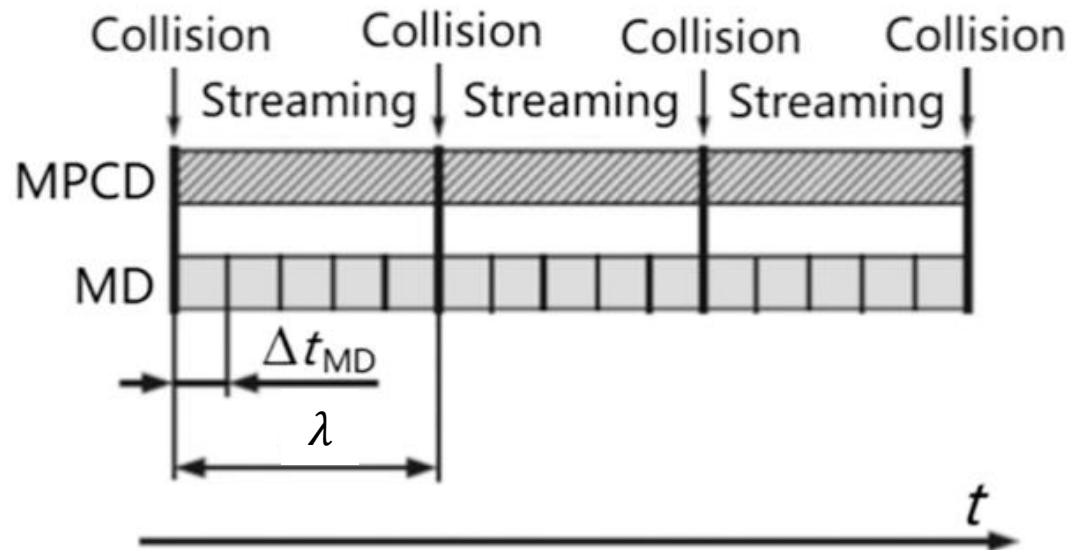 Collision Collision Collision Collision
Streaming Streaming Streaming
MPCD
MD
Δt_MD
λ
t